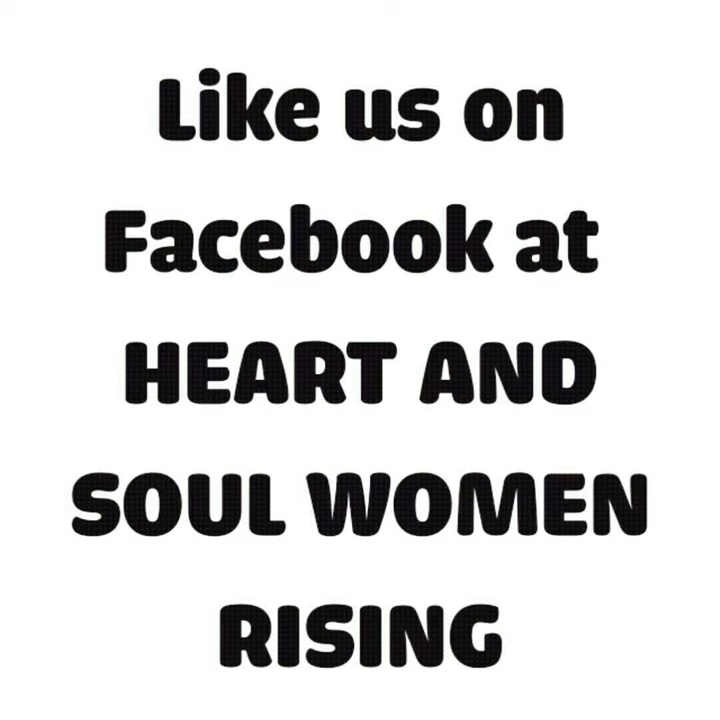 Like us on
Facebook at
HEART AND
SOUL WOMEN
RISING